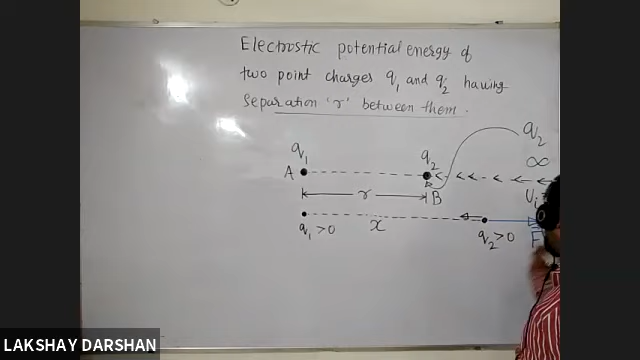 Electrostic potential energy of
two point charges q₁ and q₂ having
separation 'r' between them.
q₂
q₁
q₂
∞
A
r
B
Uᵢ
x
q₁ >0
q₂ >0
F
LAKSHAY DARSHAN